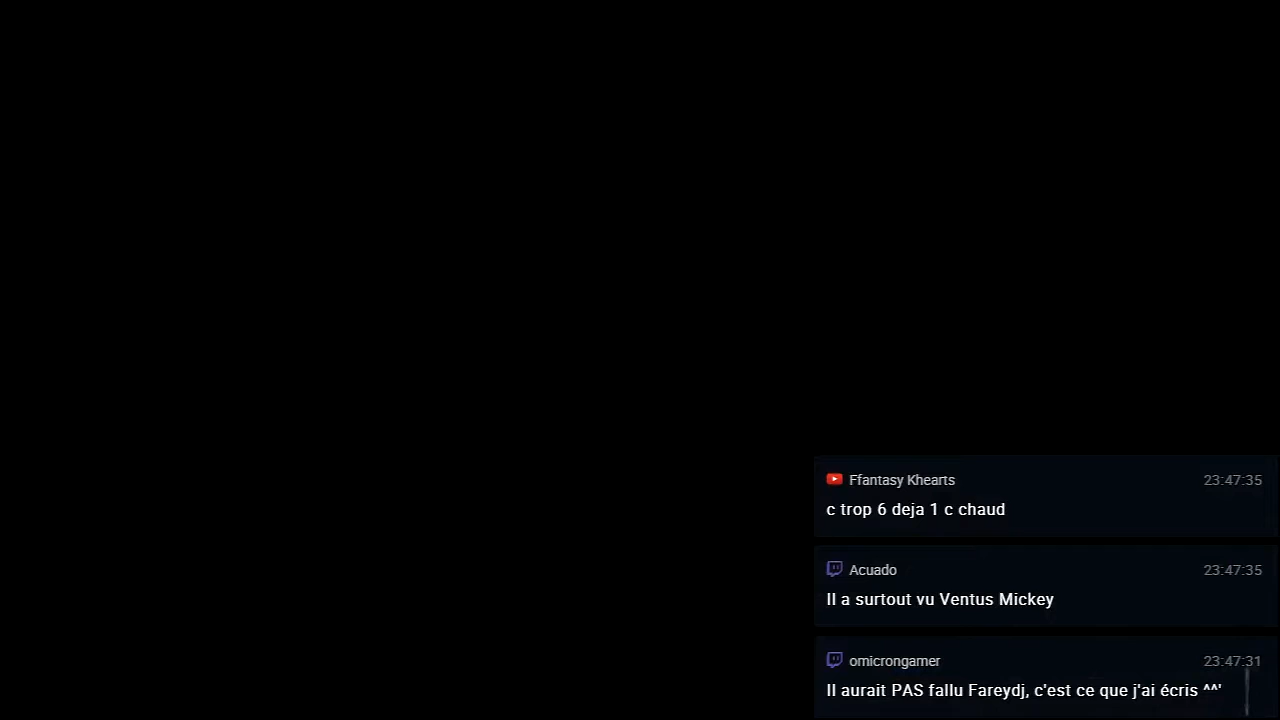 Ffantasy Khearts 23:47:35
c trop 6 deja 1 c chaud
Acuado 23:47:35
Il a surtout vu Ventus Mickey
omicrongamer 23:47:31
Il aurait PAS fallu Fareydj, c'est ce que j'ai écris ^^'